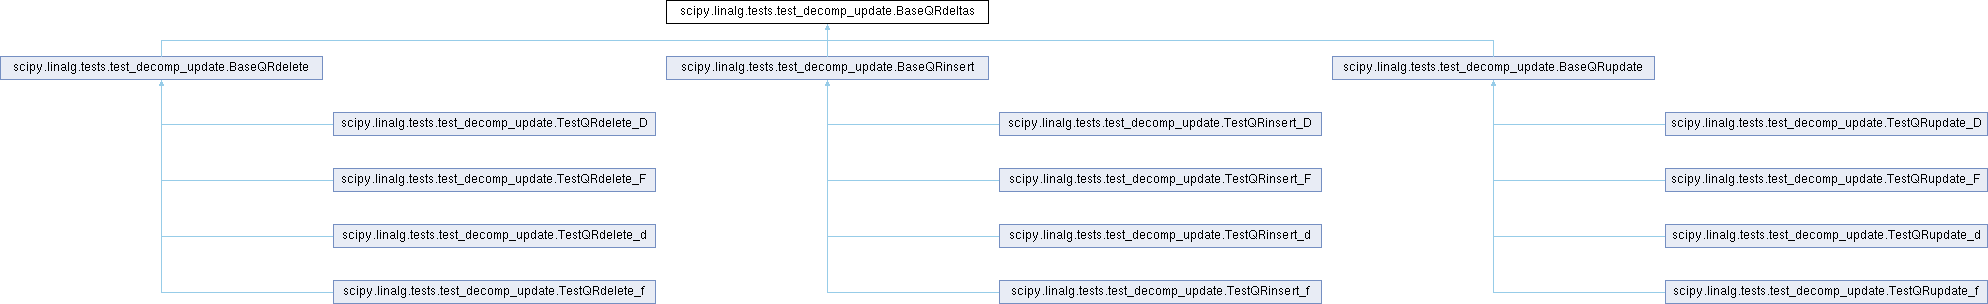 scipy.linalg.tests.test_decomp_update.BaseQRdeltas
scipy.linalg.tests.test_decomp_update.BaseQRdelete
scipy.linalg.tests.test_decomp_update.BaseQRinsert
scipy.linalg.tests.test_decomp_update.BaseQRupdate
scipy.linalg.tests.test_decomp_update.TestQRdelete_D
scipy.linalg.tests.test_decomp_update.TestQRinsert_D
scipy.linalg.tests.test_decomp_update.TestQRupdate_D
scipy.linalg.tests.test_decomp_update.TestQRdelete_F
scipy.linalg.tests.test_decomp_update.TestQRinsert_F
scipy.linalg.tests.test_decomp_update.TestQRupdate_F
scipy.linalg.tests.test_decomp_update.TestQRdelete_d
scipy.linalg.tests.test_decomp_update.TestQRinsert_d
scipy.linalg.tests.test_decomp_update.TestQRupdate_d
scipy.linalg.tests.test_decomp_update.TestQRdelete_f
scipy.linalg.tests.test_decomp_update.TestQRinsert_f
scipy.linalg.tests.test_decomp_update.TestQRupdate_f